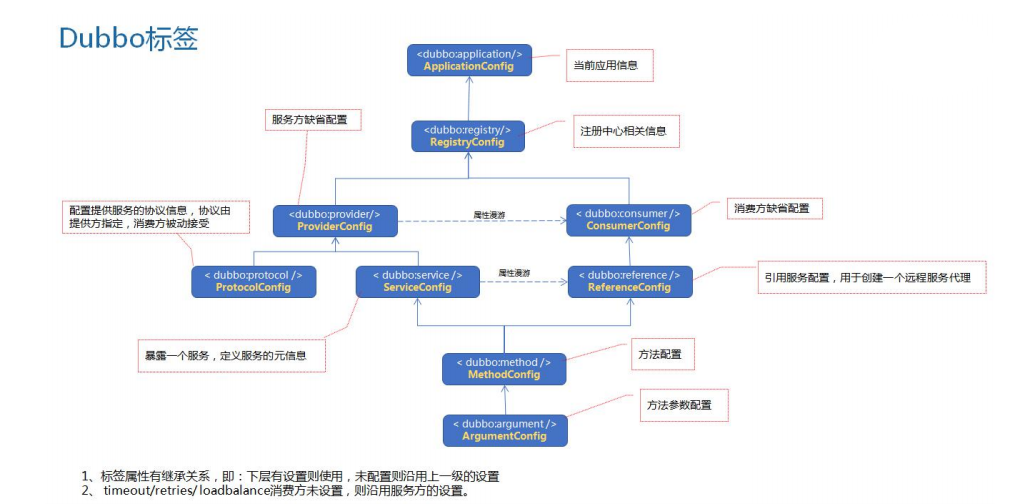 Dubbo标签
<dubbo:application/>
ApplicationConfig
当前应用信息
服务方缺省配置
<dubbo:registry/>
RegistryConfig
注册中心相关信息
配置提供服务的协议信息，协议由
提供方指定，消费方被动接受
<dubbo:provider/>
ProviderConfig
属性漫游
< dubbo:consumer />
ConsumerConfig
消费方缺省配置
< dubbo:protocol />
ProtocolConfig
< dubbo:service />
ServiceConfig
属性漫游
< dubbo:reference />
ReferenceConfig
引用服务配置，用于创建一个远程服务代理
暴露一个服务，定义服务的元信息
< dubbo:method />
MethodConfig
方法配置
< dubbo:argument />
ArgumentConfig
方法参数配置
1、标签属性有继承关系，即：下层有设置则使用，未配置则沿用上一级的设置
2、 timeout/retries/ loadbalance消费方未设置，则沿用服务方的设置。